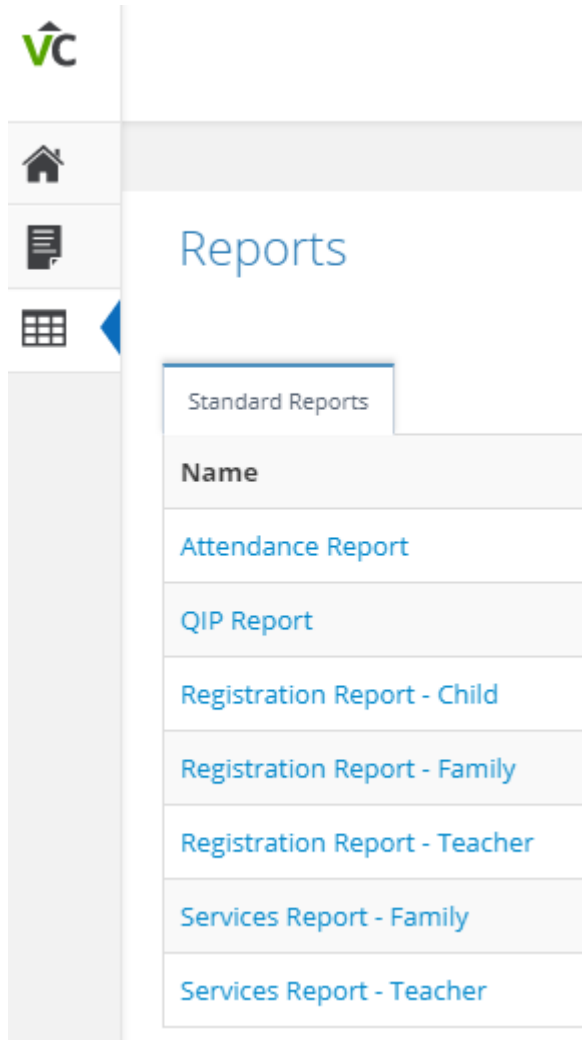 VC
Reports
Standard Reports
Name
Attendance Report
QIP Report
Registration Report - Child
Registration Report - Family
Registration Report - Teacher
Services Report - Family
Services Report - Teacher